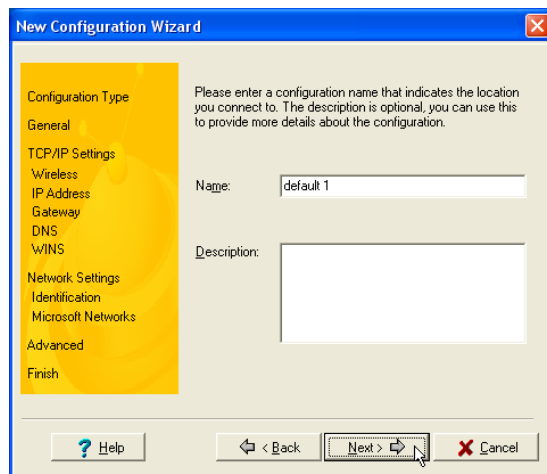 New Configuration Wizard
Configuration Type
General
TCP/IP Settings
Wireless
IP Address
Gateway
DNS
WINS
Network Settings
Identification
Microsoft Networks
Advanced
Finish
Please enter a configuration name that indicates the location
you connect to. The description is optional, you can use this
to provide more details about the configuration.
Name:
default 1
Description:
? Help
< Back
Next >
Cancel